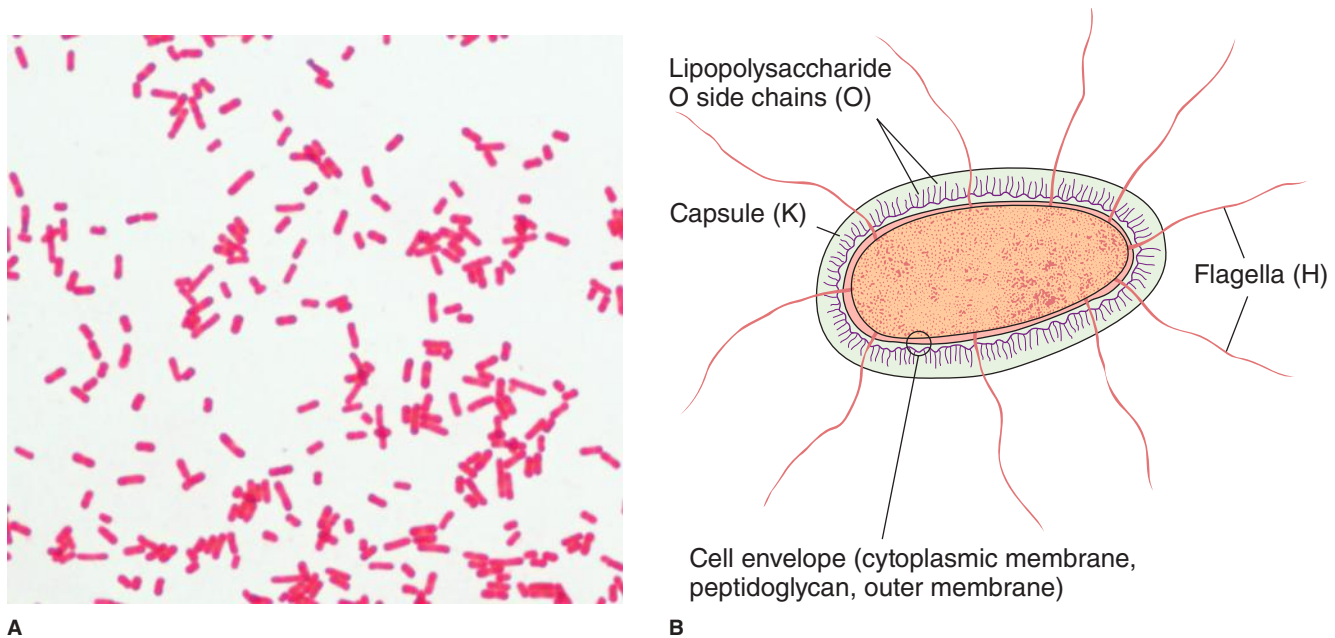 Lipopolysaccharide
O side chains (O)
Capsule (K)
Flagella (H)
Cell envelope (cytoplasmic membrane,
peptidoglycan, outer membrane)
A
B